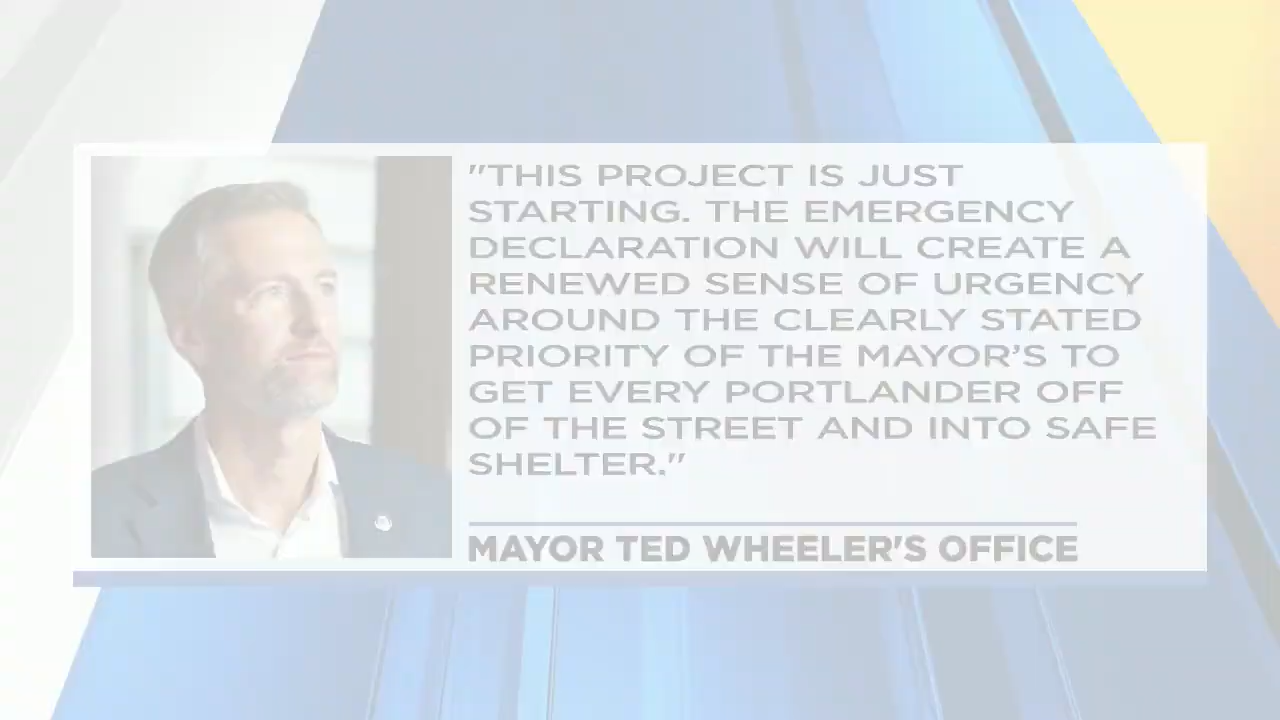 "THIS PROJECT IS JUST
STARTING. THE EMERGENCY
DECLARATION WILL CREATE A
RENEWED SENSE OF URGENCY
AROUND THE CLEARLY STATED
PRIORITY OF THE MAYOR'S TO
GET EVERY PORTLANDER OFF
OF THE STREET AND INTO SAFE
SHELTER."
MAYOR TED WHEELER'S OFFICE